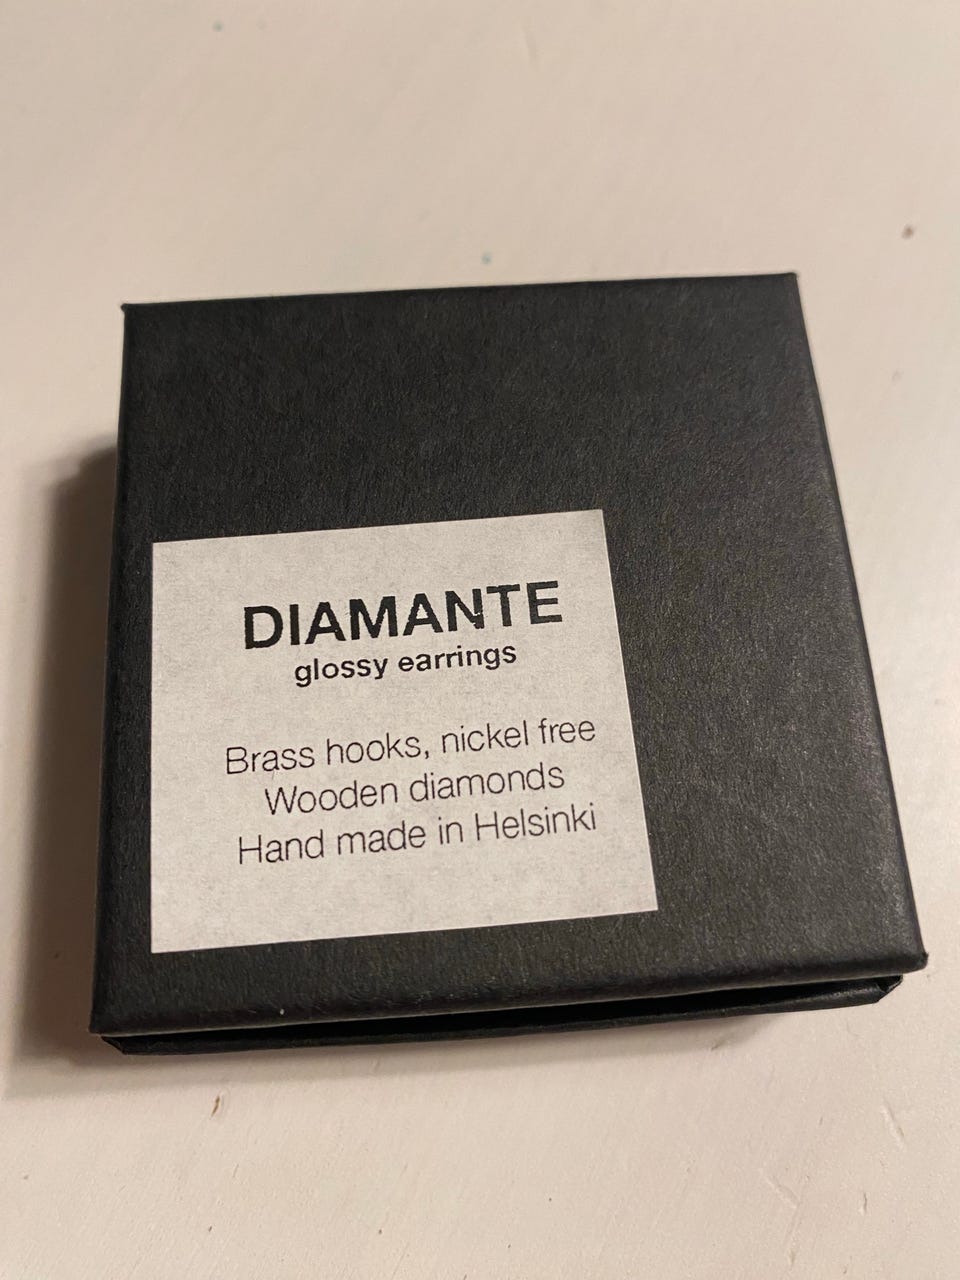 DIAMANTE
glossy earrings
Brass hooks, nickel free
Wooden diamonds
Hand made in Helsinki